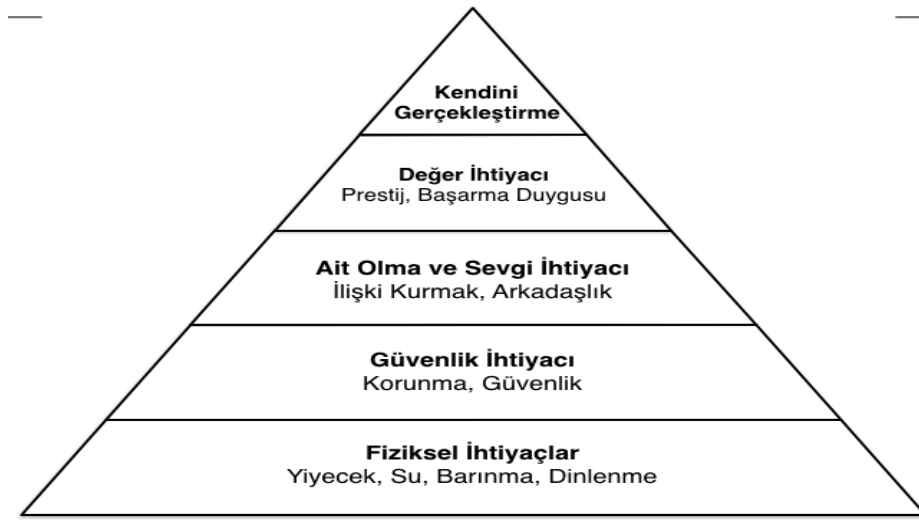 Kendini
Gerçekleştirme
Değer İhtiyacı
Prestij, Başarma Duygusu
Ait Olma ve Sevgi İhtiyacı
İlişki Kurmak, Arkadaşlık
Güvenlik İhtiyacı
Korunma, Güvenlik
Fiziksel İhtiyaçlar
Yiyecek, Su, Barınma, Dinlenme